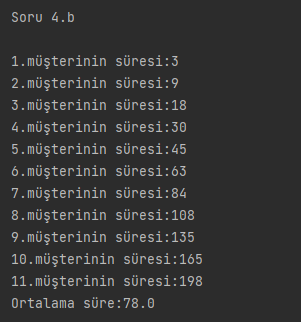 Soru 4.b
1.müşterinin süresi:3
2.müşterinin süresi:9
3.müşterinin süresi:18
4.müşterinin süresi:30
5.müşterinin süresi:45
6.müşterinin süresi:63
7.müşterinin süresi:84
8.müşterinin süresi:108
9.müşterinin süresi:135
10.müşterinin süresi:165
11.müşterinin süresi:198
Ortalama süre:78.0